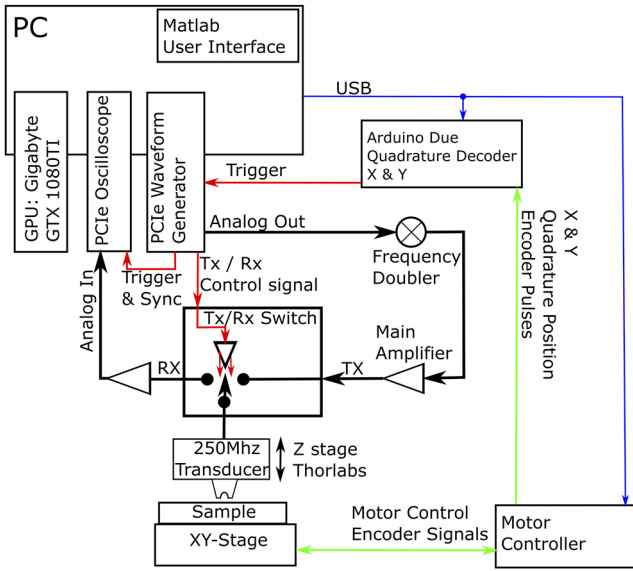 PC
Matlab
User Interface
USB
GPU: Gigabyte
GTX 1080TI
PCIe Oscilloscope
PCIe Waveform
Generator
Arduino Due
Quadrature Decoder
X & Y
Trigger
Analog Out
Frequency
Doubler
X & Y
Quadrature Position
Encoder Pulses
Analog In
Trigger
& Sync
Tx / Rx
Control signal
Tx/Rx Switch
Main
Amplifier
RX
TX
250Mhz
Transducer
Z stage
Thorlabs
Sample
XY-Stage
Motor Control
Encoder Signals
Motor
Controller